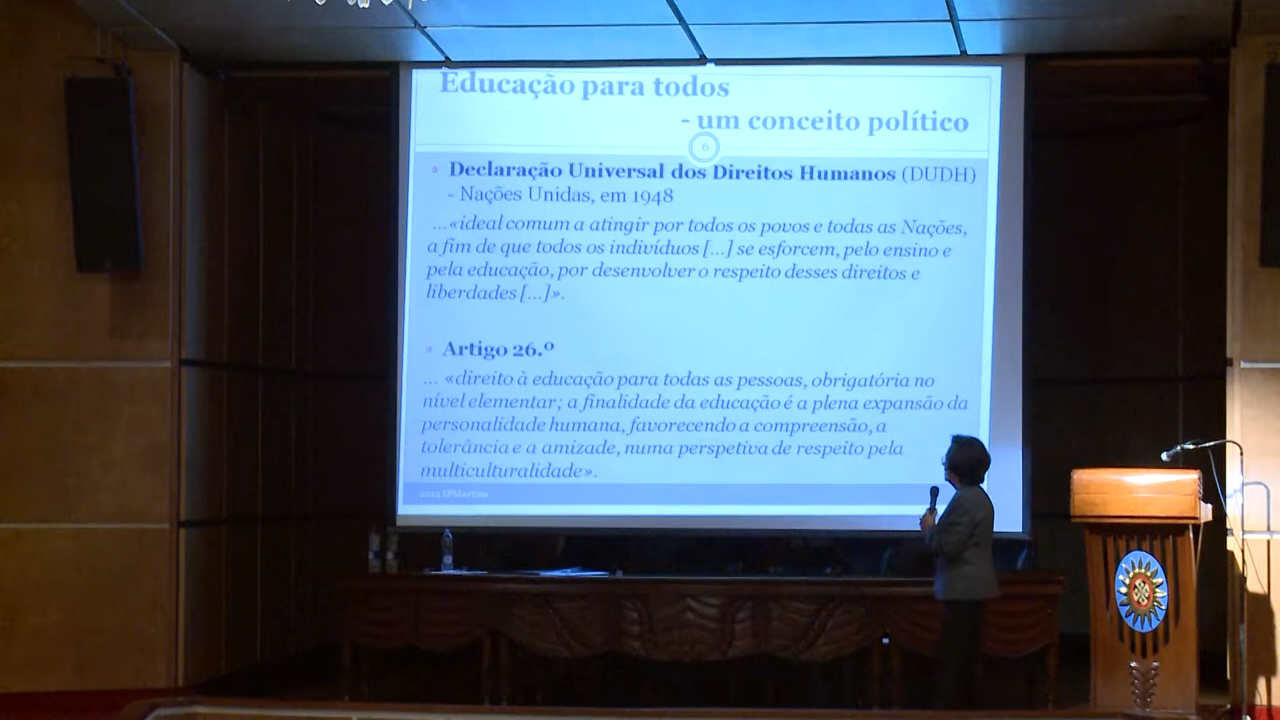 Educação para todos
- um conceito político
6
Declaração Universal dos Direitos Humanos (DUDH)
- Nações Unidas, em 1948
...«ideal comum a atingir por todos os povos e todas as Nações,
a fim de que todos os indivíduos [...] se esforcem, pelo ensino e
pela educação, por desenvolver o respeito desses direitos e
liberdades [...]».
Artigo 26.º
... «direito à educação para todas as pessoas, obrigatória no
nível elementar; a finalidade da educação é a plena expansão da
personalidade humana, favorecendo a compreensão, a
tolerância e a amizade, numa perspetiva de respeito pela
multiculturalidade».
2014